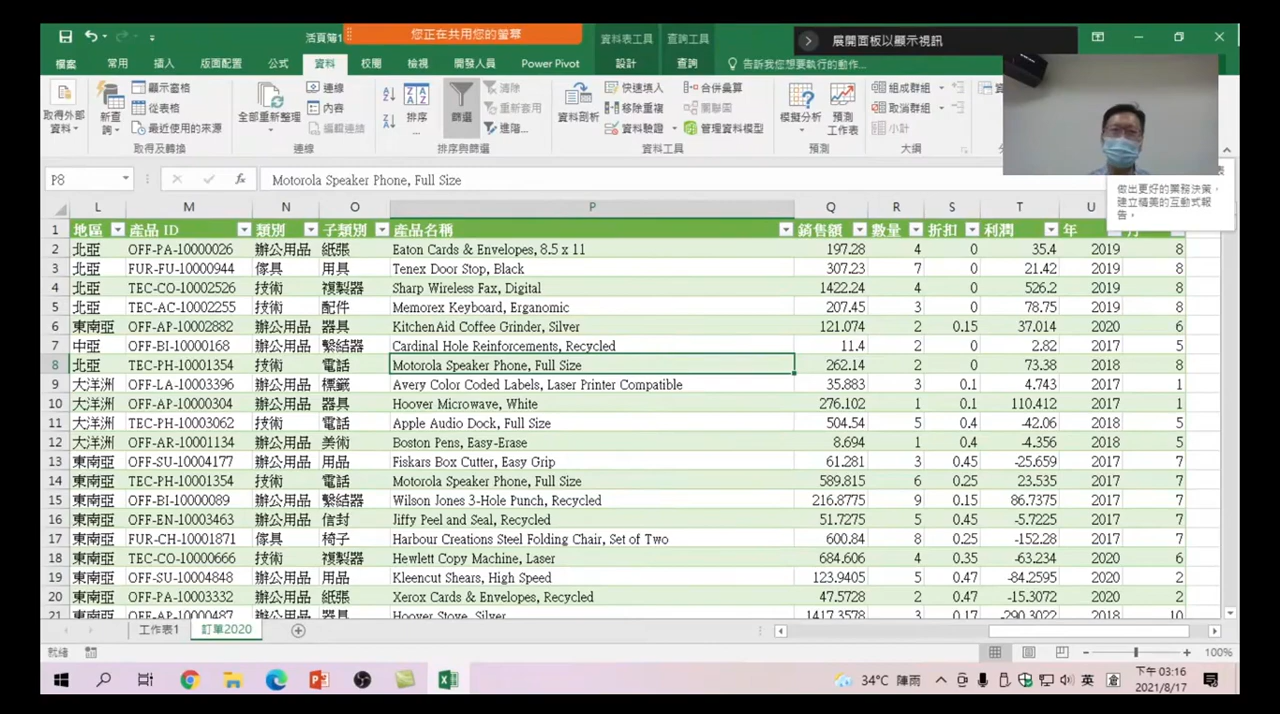 活頁簿1
您正在共用您的螢幕
資料表工具 查詢工具
展開面板以顯示視訊
檔案 常用 插入 版面配置 公式 資料 校閱 檢視 開發人員 Power Pivot 設計 查詢 告訴我您想要執行的動作...
取得外部資料 新查詢 顯示查詢 從表格 最近使用的來源
全部重新整理 連線 內容 編輯連結
排序... 篩選 清除 重新套用 進階...
資料剖析 快速填入 移除重複 資料驗證 合併彙算 關聯圖 管理資料模型
模擬分析 預測工作表 組成群組 取消群組 小計
取得及轉換 連線 排序與篩選 資料工具 預測 大綱
做出更好的業務決策，
建立精美的互動式報
告，
P8 fx Motorola Speaker Phone, Full Size
L M N O P Q R S T U
1 地區 產品 ID 類別 子類別 產品名稱 銷售額 數量 折扣 利潤 年 月
2 北亞 OFF-PA-10000026 辦公用品 紙張 Eaton Cards & Envelopes, 8.5 x 11 197.28 4 0 35.4 2019 8
3 北亞 FUR-FU-10000944 傢具 用具 Tenex Door Stop, Black 307.23 7 0 21.42 2019 8
4 北亞 TEC-CO-10002526 技術 複製器 Sharp Wireless Fax, Digital 1422.24 4 0 526.2 2019 8
5 北亞 TEC-AC-10002255 技術 配件 Memorex Keyboard, Erganomic 207.45 3 0 78.75 2019 8
6 東南亞 OFF-AP-10002882 辦公用品 器具 KitchenAid Coffee Grinder, Silver 121.074 2 0.15 37.014 2020 6
7 中亞 OFF-BI-10000168 辦公用品 繫結器 Cardinal Hole Reinforcements, Recycled 11.4 2 0 2.82 2017 5
8 北亞 TEC-PH-10001354 技術 電話 Motorola Speaker Phone, Full Size 262.14 2 0 73.38 2018 8
9 大洋洲 OFF-LA-10003396 辦公用品 標籤 Avery Color Coded Labels, Laser Printer Compatible 35.883 3 0.1 4.743 2017 1
10 大洋洲 OFF-AP-10000304 辦公用品 器具 Hoover Microwave, White 276.102 1 0.1 110.412 2017 1
11 大洋洲 TEC-PH-10003062 技術 電話 Apple Audio Dock, Full Size 504.54 5 0.4 -42.06 2018 5
12 大洋洲 OFF-AR-10001134 辦公用品 美術 Boston Pens, Easy-Erase 8.694 1 0.4 -4.356 2018 5
13 東南亞 OFF-SU-10004177 辦公用品 用品 Fiskars Box Cutter, Easy Grip 61.281 3 0.45 -25.659 2017 7
14 東南亞 TEC-PH-10001354 技術 電話 Motorola Speaker Phone, Full Size 589.815 6 0.25 23.535 2017 7
15 東南亞 OFF-BI-10000089 辦公用品 繫結器 Wilson Jones 3-Hole Punch, Recycled 216.8775 9 0.15 86.7375 2017 7
16 東南亞 OFF-EN-10003463 辦公用品 信封 Jiffy Peel and Seal, Recycled 51.7275 5 0.45 -5.7225 2017 7
17 東南亞 FUR-CH-10001871 傢具 椅子 Harbour Creations Steel Folding Chair, Set of Two 600.84 8 0.25 -152.28 2017 7
18 東南亞 TEC-CO-10000666 技術 複製器 Hewlett Copy Machine, Laser 684.606 4 0.35 -63.234 2020 6
19 東南亞 OFF-SU-10004848 辦公用品 用品 Kleencut Shears, High Speed 123.9405 5 0.47 -84.2595 2020 2
20 東南亞 OFF-PA-10003332 辦公用品 紙張 Xerox Cards & Envelopes, Recycled 47.5728 2 0.47 -15.3072 2020 2
21 東南亞 OFF-AP-10000487 辦公用品 器具 Hoover Stove, Silver 1417.3578 3 0.17 -290.3022 2018 10
工作表1 訂單2020
就緒 100%
34°C 陣雨 英 下午 03:16
2021/8/17